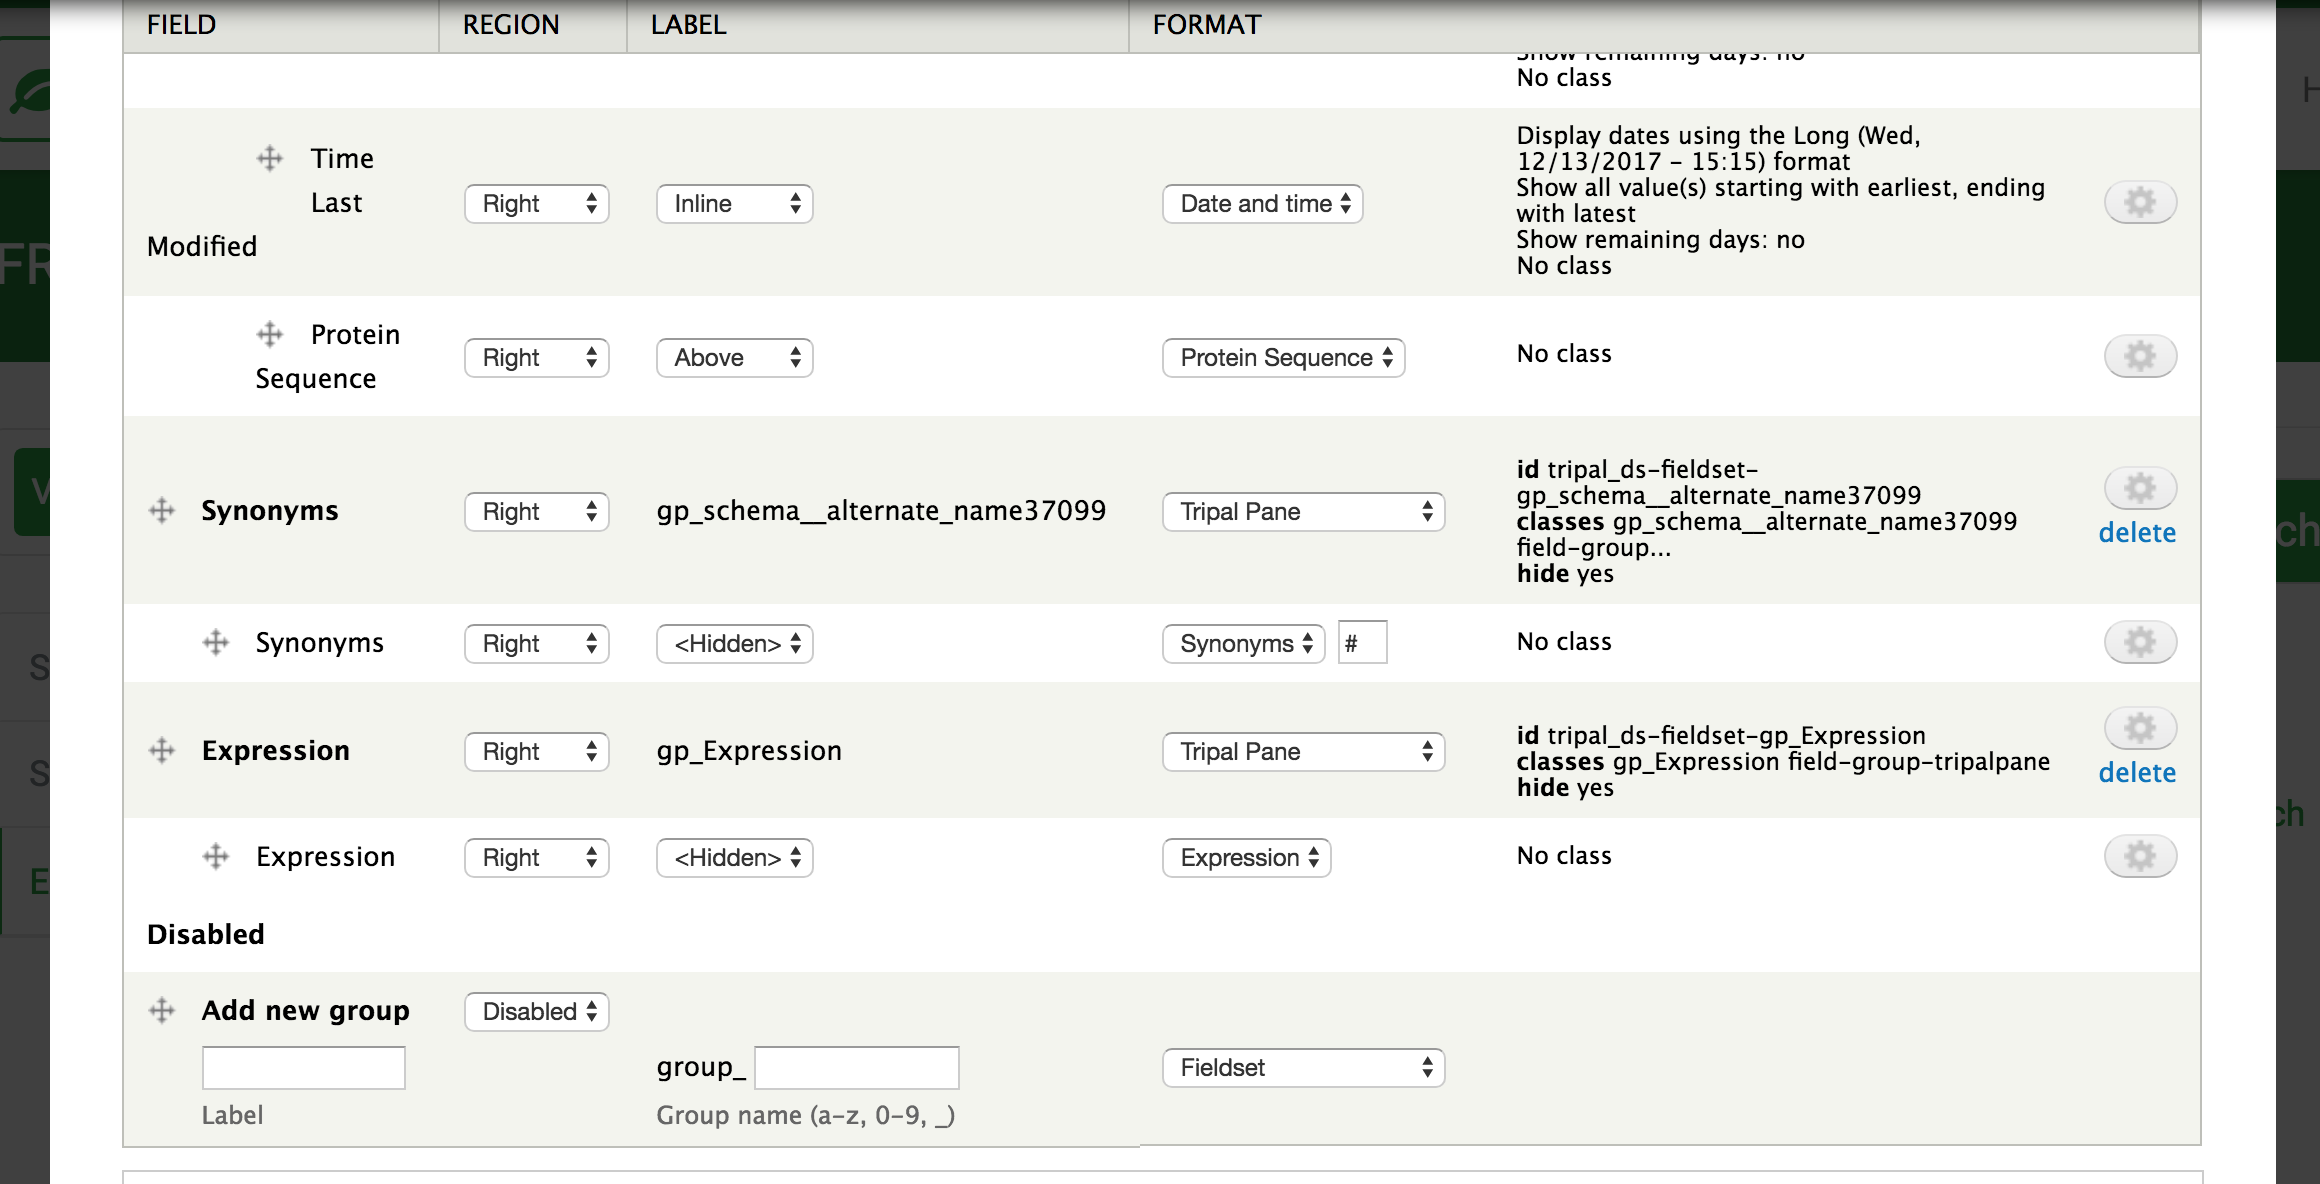 FIELD REGION LABEL FORMAT
Show remaining days: no
No class
Time
Last
Modified
Right
Inline
Date and time
Display dates using the Long (Wed,
12/13/2017 - 15:15) format
Show all value(s) starting with earliest, ending
with latest
Show remaining days: no
No class
Protein
Sequence
Right
Above
Protein Sequence
No class
Synonyms
Right
gp_schema__alternate_name37099
Tripal Pane
id tripal_ds-fieldset-
gp_schema__alternate_name37099
classes gp_schema__alternate_name37099
field-group...
hide yes
delete
Synonyms
Right
<Hidden>
Synonyms
#
No class
Expression
Right
gp_Expression
Tripal Pane
id tripal_ds-fieldset-gp_Expression
classes gp_Expression field-group-tripalpane
hide yes
delete
Expression
Right
<Hidden>
Expression
No class
Disabled
Add new group
Disabled
group_
Fieldset
Label
Group name (a-z, 0-9, _)